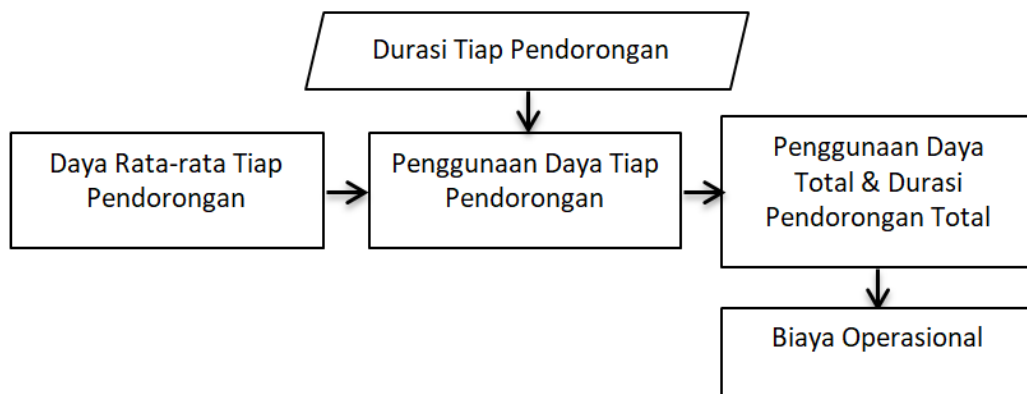 Durasi Tiap Pendorongan
Daya Rata-rata Tiap
Pendorongan
Penggunaan Daya Tiap
Pendorongan
Penggunaan Daya
Total & Durasi
Pendorongan Total
Biaya Operasional